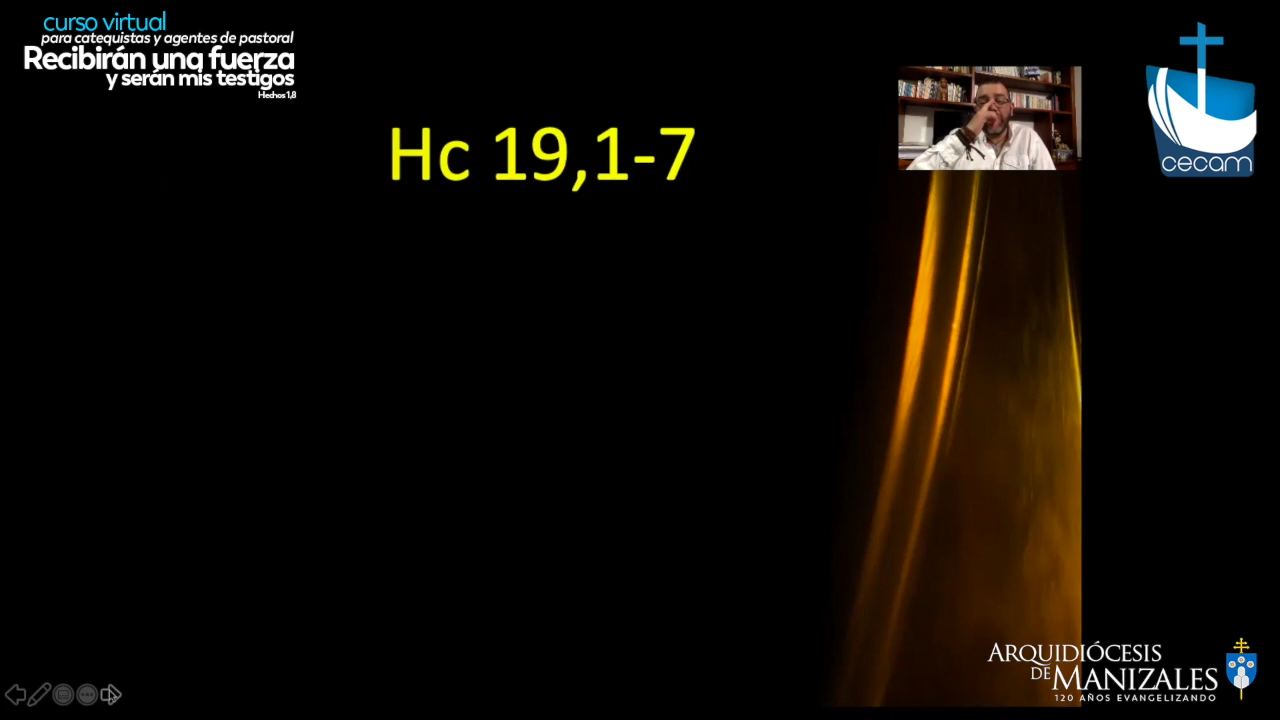 curso virtual
para catequistas y agentes de pastoral
Recibirán una fuerza
y serán mis testigos
Hechos 1,8
Hc 19,1-7
cecam
ARQUIDIÓCESIS
DE MANIZALES
120 AÑOS EVANGELIZANDO